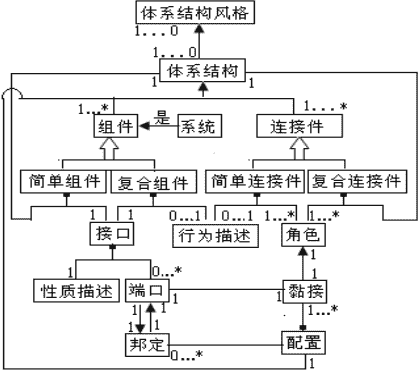 体系结构风格
1...0
1...0
1 体系结构 1
1...* 是 1...*
组件 系统 连接件
简单组件 复合组件 简单连接件 复合连接件
1 1 0...1 0...1 1...* 1...*
接口 行为描述 角色
1 0...* 1
性质描述 端口 1 1 黏接
1 1 1 1...*
邦定 0...* 配置
1